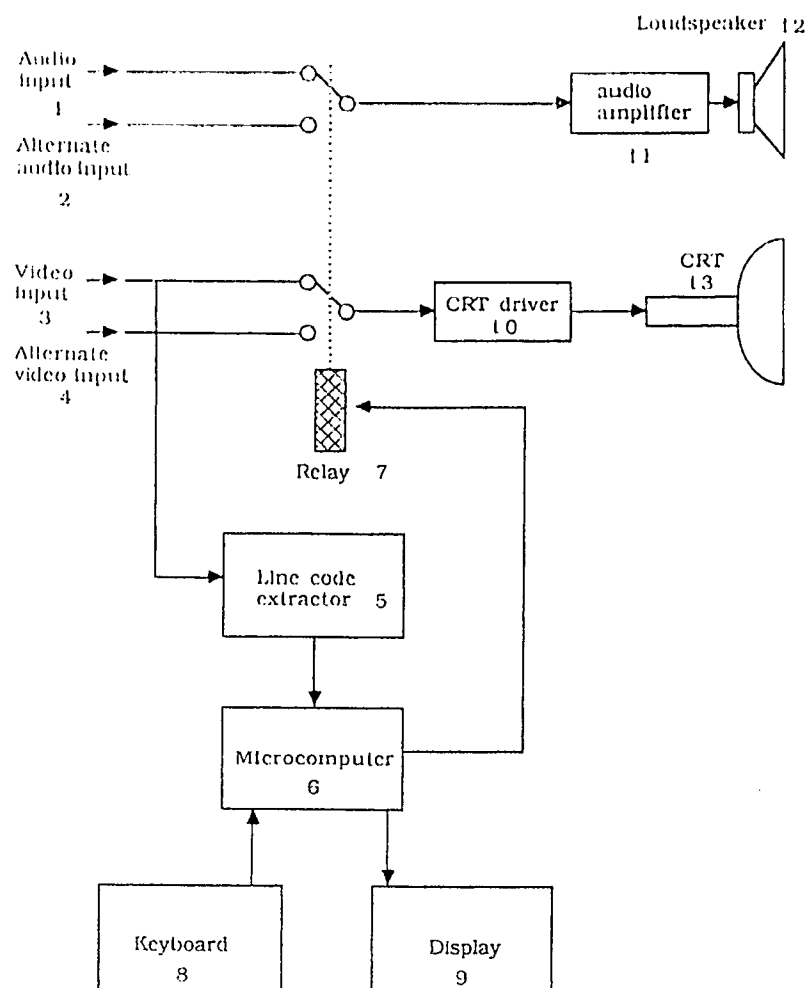 Loudspeaker 12
Audio
input
1
Alternate
audio input
2
audio
amplifier
11
Video
input
3
Alternate
video input
4
CRT driver
10
CRT
13
Relay 7
Line code
extractor 5
Microcomputer
6
Keyboard
8
Display
9